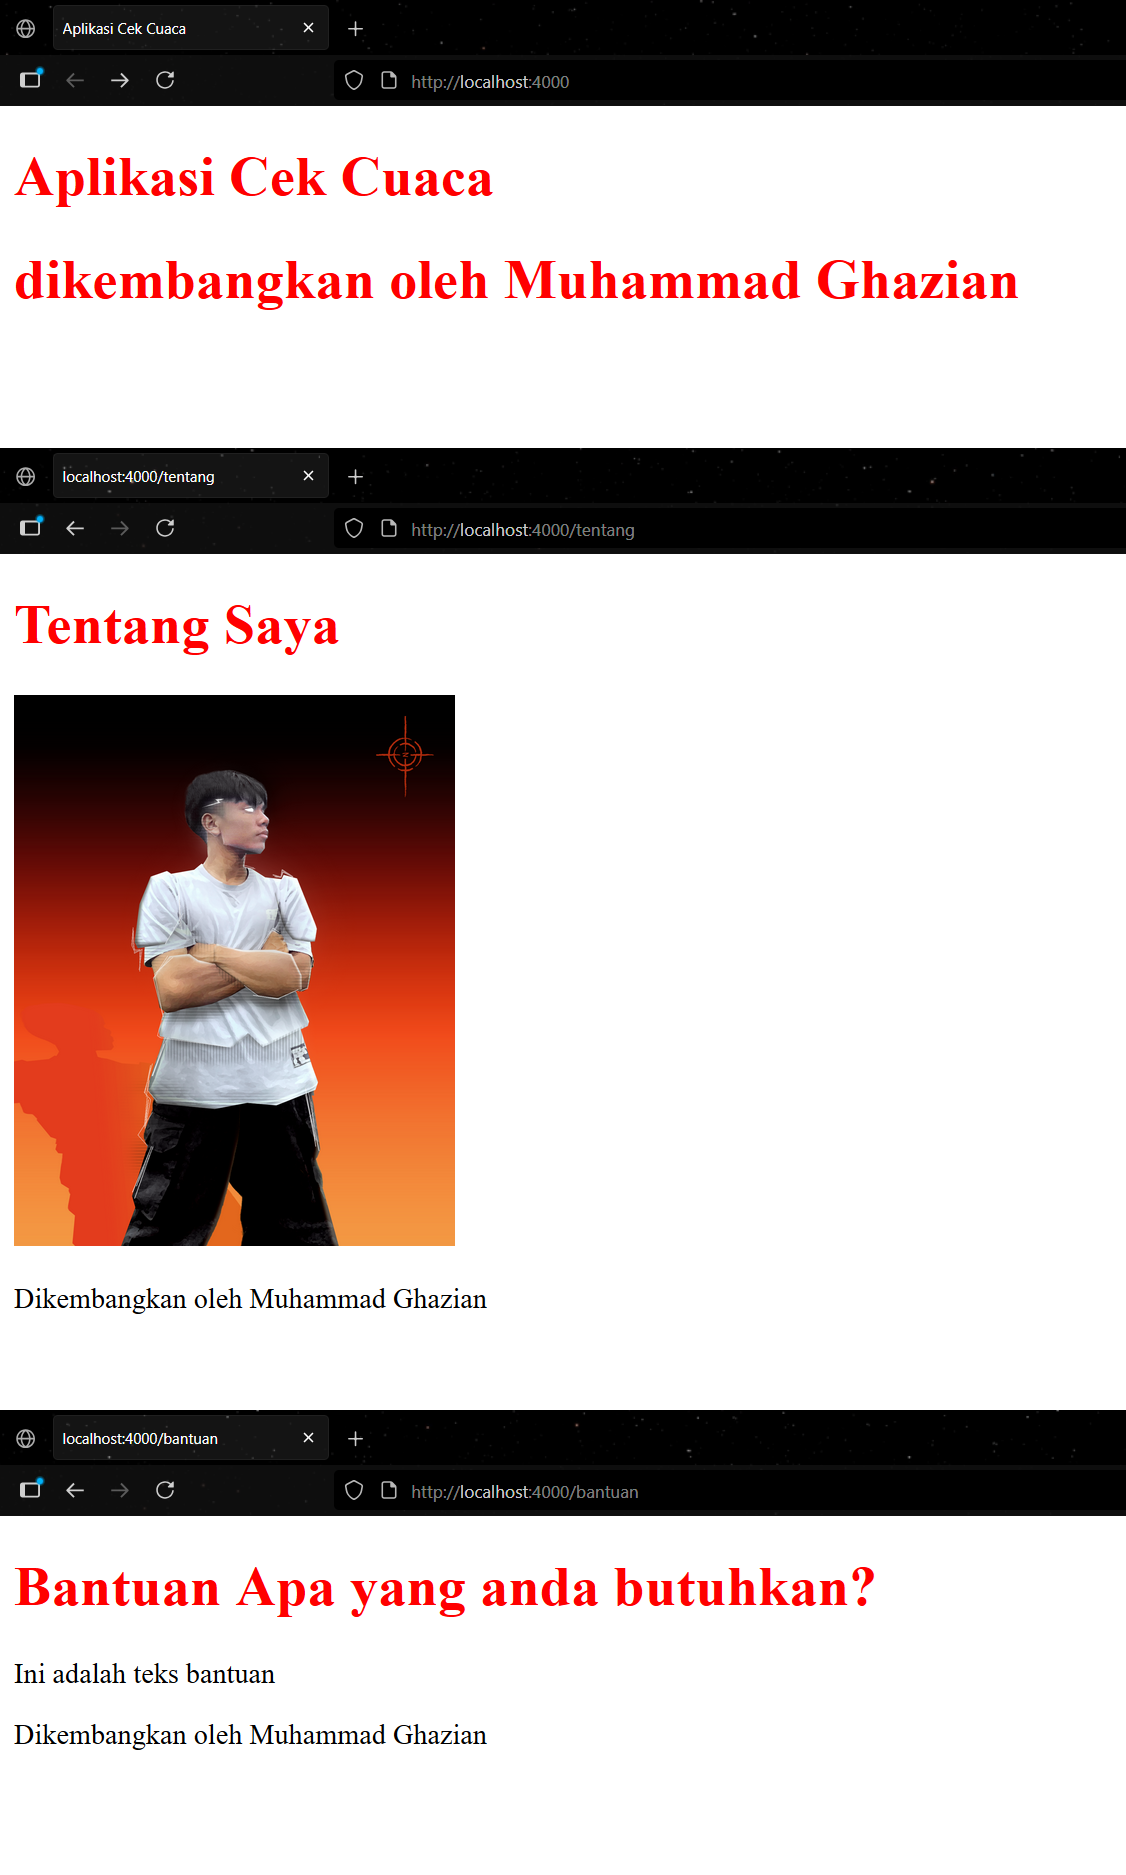 Aplikasi Cek Cuaca
http://localhost:4000
Aplikasi Cek Cuaca
dikembangkan oleh Muhammad Ghazian
localhost:4000/tentang
http://localhost:4000/tentang
Tentang Saya
Dikembangkan oleh Muhammad Ghazian
localhost:4000/bantuan
http://localhost:4000/bantuan
Bantuan Apa yang anda butuhkan?
Ini adalah teks bantuan
Dikembangkan oleh Muhammad Ghazian